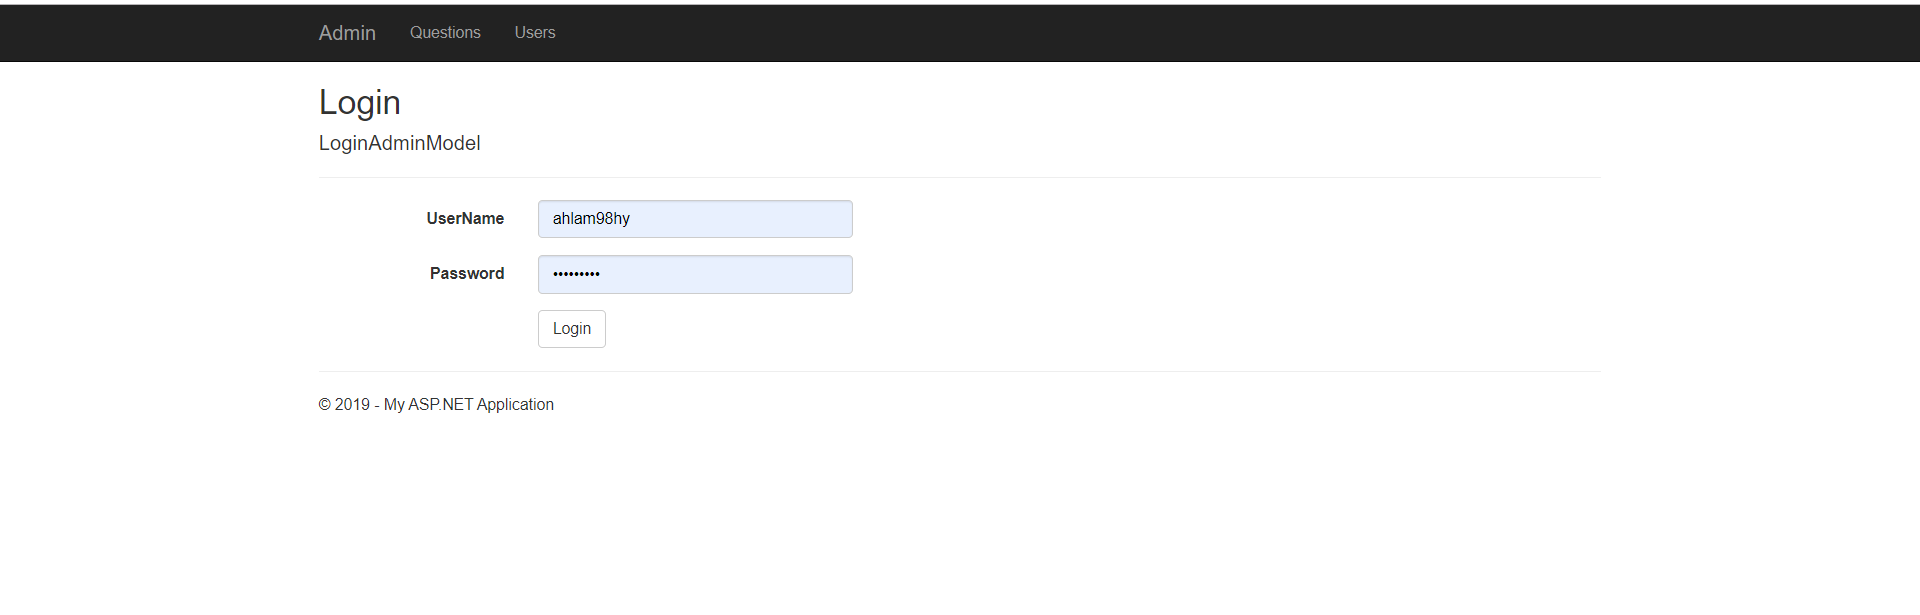 Admin Questions Users
Login
LoginAdminModel
UserName ahlam98hy
Password •••••••••
Login
© 2019 - My ASP.NET Application